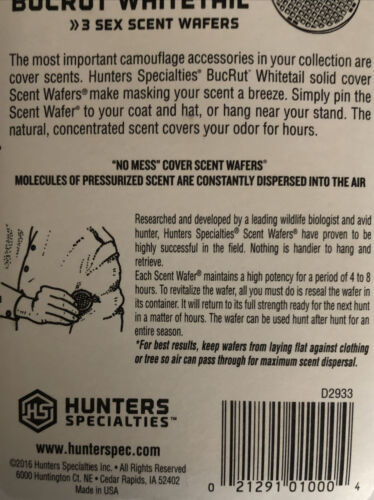 BUCRUT WHITETAIL
»3 SEX SCENT WAFERS
The most important camouflage accessories in your collection are
cover scents. Hunters Specialties® BucRut® Whitetail solid cover
Scent Wafers® make masking your scent a breeze. Simply pin the
Scent Wafer® to your coat and hat, or hang near your stand. The
natural, concentrated scent covers your odor for hours.
"NO MESS" COVER SCENT WAFERS®
MOLECULES OF PRESSURIZED SCENT ARE CONSTANTLY DISPERSED INTO THE AIR
Researched and developed by a leading wildlife biologist and avid
hunter, Hunters Specialties® Scent Wafers® have proven to be
highly successful in the field. Nothing is handier to hang and
retrieve.
Each Scent Wafer® maintains a high potency for a period of 4 to 8
hours. To revitalize the wafer, all you must do is reseal the wafer in
its container. It will return to its full strength ready for the next hunt
in a matter of hours. The wafer can be used hunt after hunt for an
entire season.
*For best results, keep wafers from laying flat against clothing
or tree so air can pass through for maximum scent dispersal.
HS HUNTERS
SPECIALTIES™
www.hunterspec.com
©2016 Hunters Specialties Inc. • All Rights Reserved
6000 Huntington Ct. NE • Cedar Rapids, IA 52402
Made in USA
D2933
0 21291 01000 4